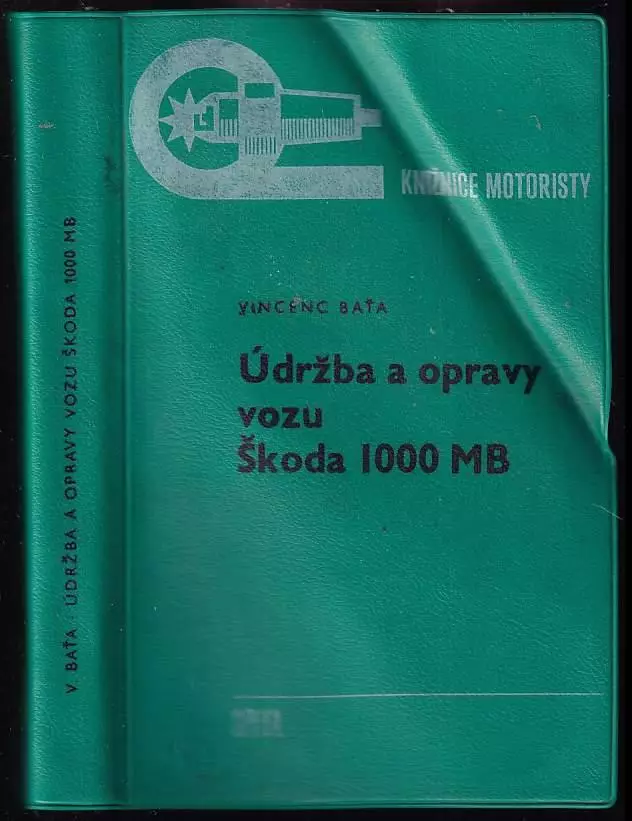 KNIŽNICE MOTORISTY
VINCENC BAŤA
Údržba a opravy
vozu
Škoda 1000 MB
V. BAŤA · ÚDRŽBA A OPRAVY VOZU ŠKODA 1000 MB